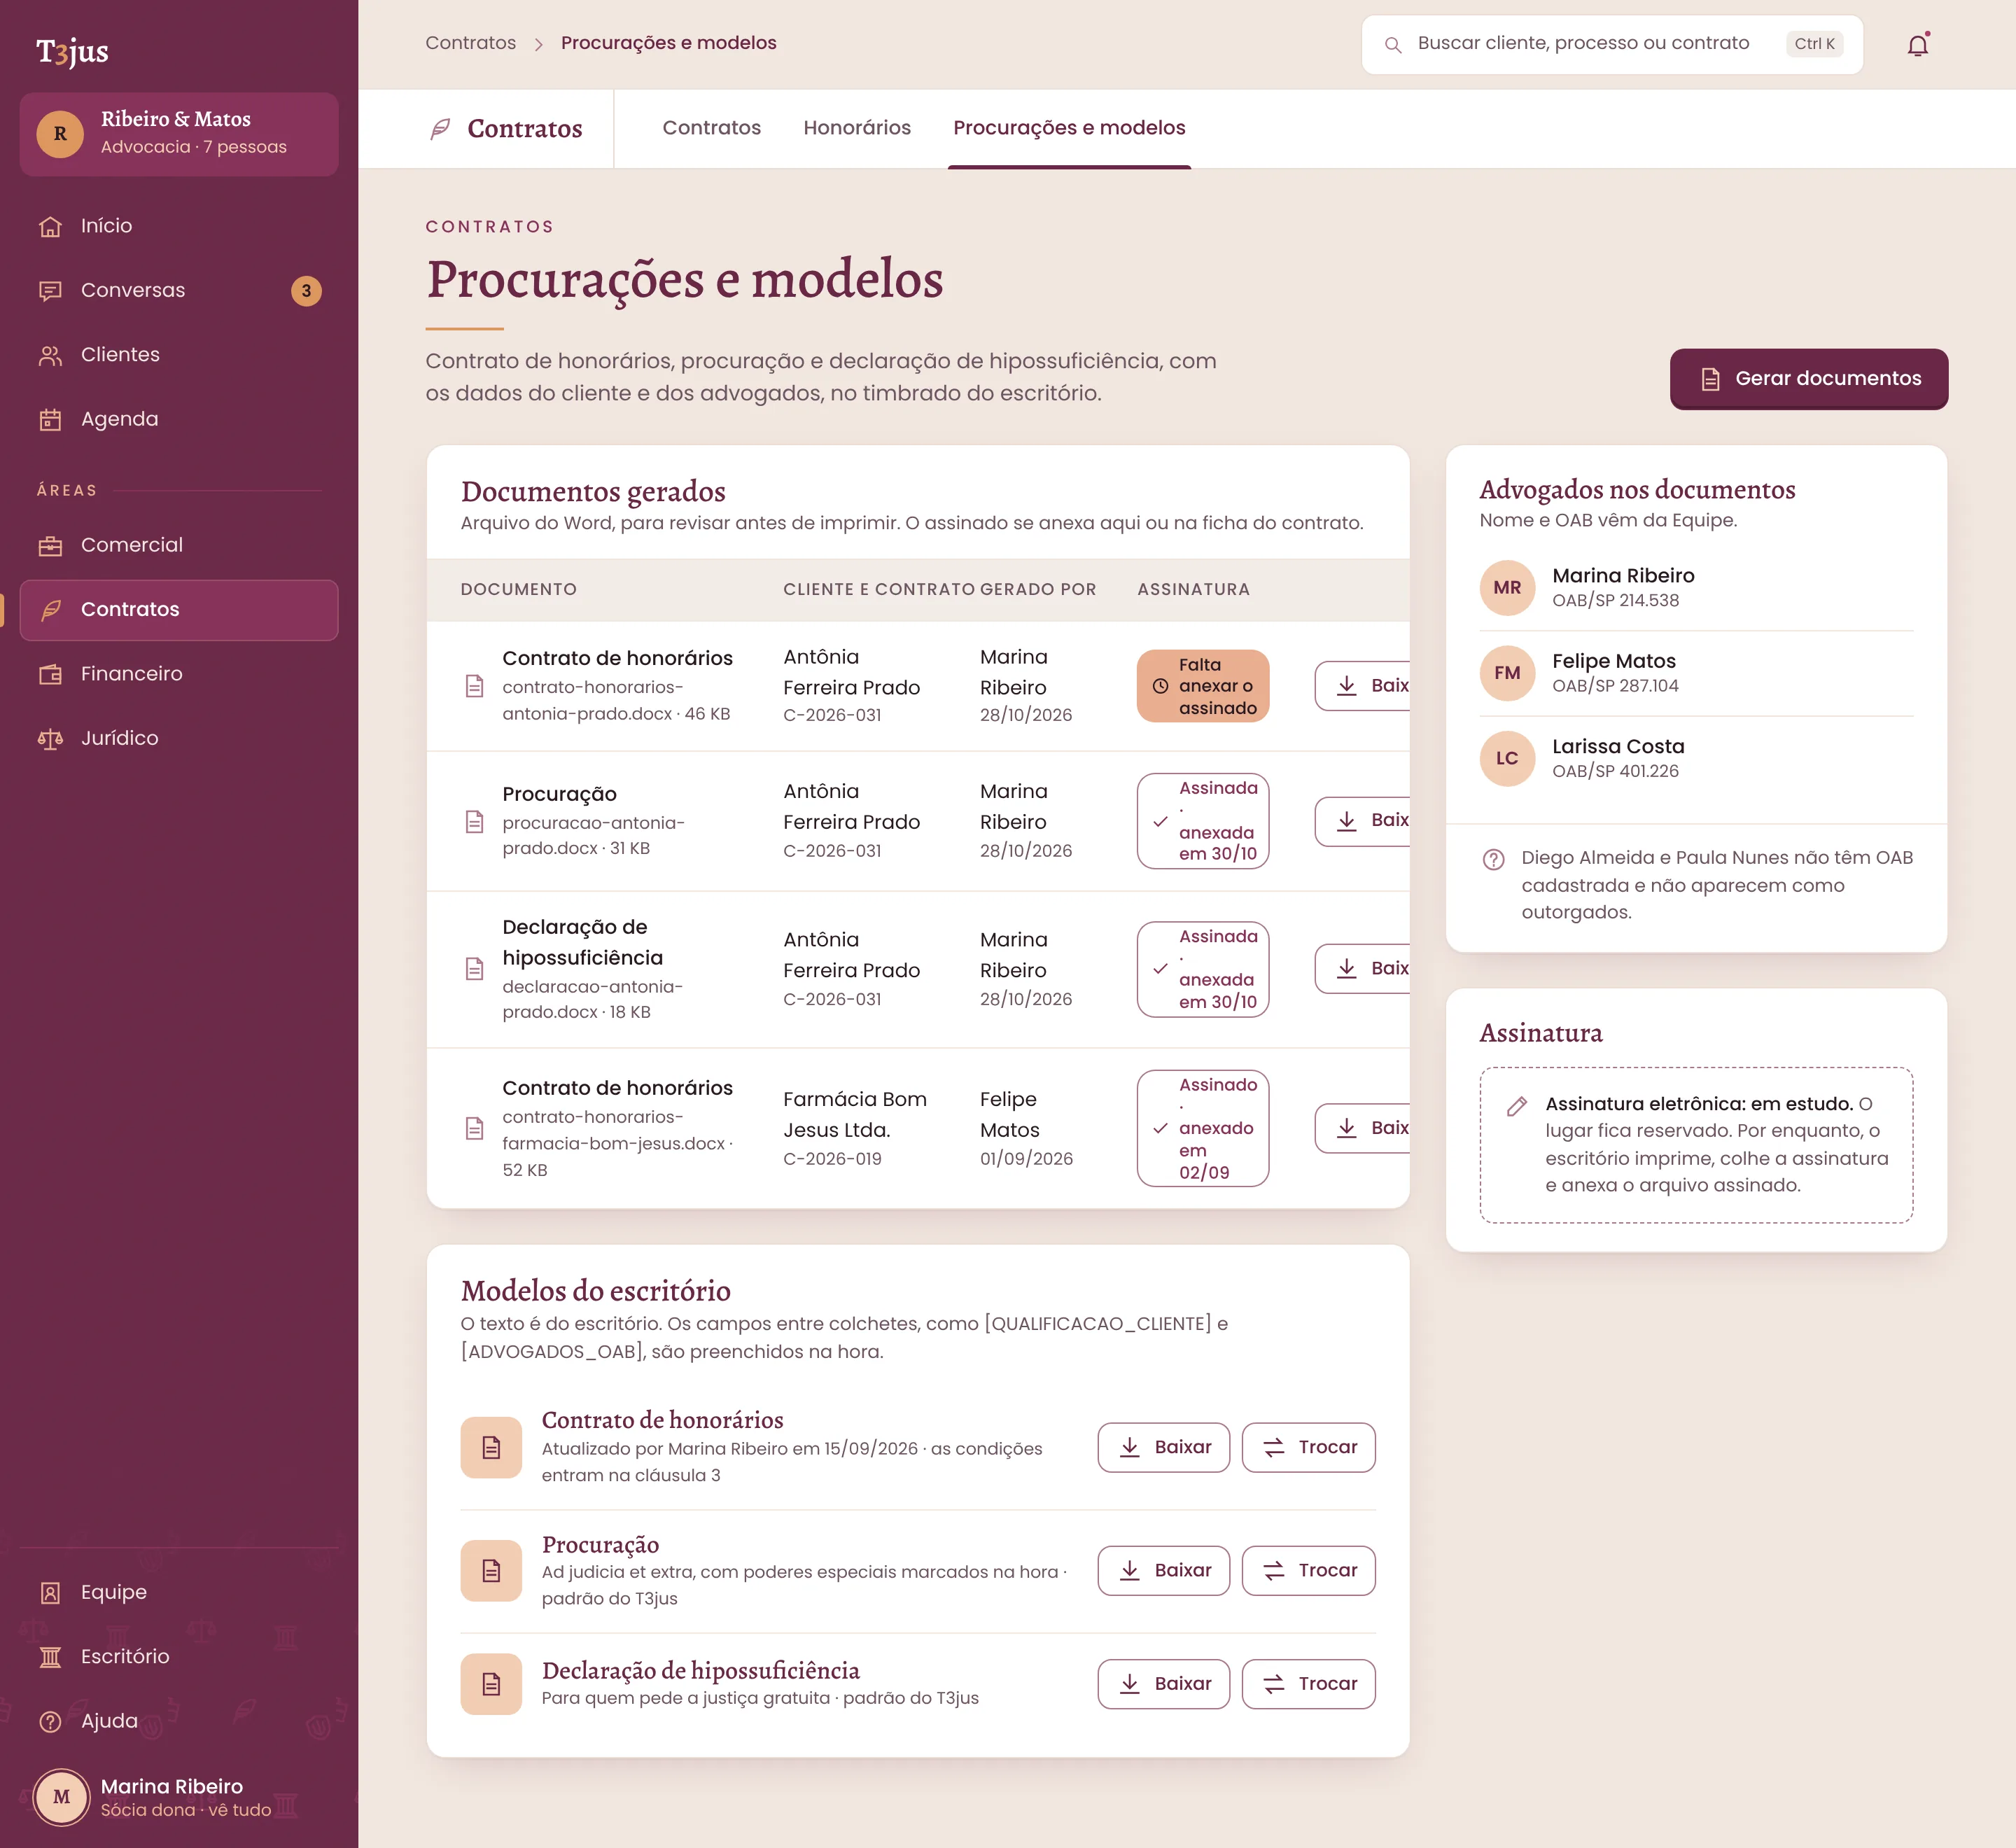 T3jus
R
Ribeiro & Matos
Advocacia · 7 pessoas
Início
Conversas
3
Clientes
Agenda
ÁREAS
Comercial
Contratos
Financeiro
Jurídico
Equipe
Escritório
Ajuda
M
Marina Ribeiro
Sócia dona · vê tudo
Contratos
Procurações e modelos
Buscar cliente, processo ou contrato
Ctrl K
Contratos
Contratos
Honorários
Procurações e modelos
CONTRATOS
Procurações e modelos
Contrato de honorários, procuração e declaração de hipossuficiência, com
os dados do cliente e dos advogados, no timbrado do escritório.
Gerar documentos
Documentos gerados
Arquivo do Word, para revisar antes de imprimir. O assinado se anexa aqui ou na ficha do contrato.
DOCUMENTO
CLIENTE E CONTRATO
GERADO POR
ASSINATURA
Contrato de honorários
contrato-honorarios-
antonia-prado.docx · 46 KB
Antônia
Ferreira Prado
C-2026-031
Marina
Ribeiro
28/10/2026
Falta
anexar o
assinado
Baix
Procuração
procuracao-antonia-
prado.docx · 31 KB
Antônia
Ferreira Prado
C-2026-031
Marina
Ribeiro
28/10/2026
Assinada
·
anexada
em 30/10
Baix
Declaração de
hipossuficiência
declaracao-antonia-
prado.docx · 18 KB
Antônia
Ferreira Prado
C-2026-031
Marina
Ribeiro
28/10/2026
Assinada
·
anexada
em 30/10
Baix
Contrato de honorários
contrato-honorarios-
farmacia-bom-jesus.docx ·
52 KB
Farmácia Bom
Jesus Ltda.
C-2026-019
Felipe
Matos
01/09/2026
Assinado
·
anexado
em
02/09
Baix
Modelos do escritório
O texto é do escritório. Os campos entre colchetes, como [QUALIFICACAO_CLIENTE] e
[ADVOGADOS_OAB], são preenchidos na hora.
Contrato de honorários
Atualizado por Marina Ribeiro em 15/09/2026 · as condições
entram na cláusula 3
Baixar
Trocar
Procuração
Ad judicia et extra, com poderes especiais marcados na hora ·
padrão do T3jus
Baixar
Trocar
Declaração de hipossuficiência
Para quem pede a justiça gratuita · padrão do T3jus
Baixar
Trocar
Advogados nos documentos
Nome e OAB vêm da Equipe.
MR
Marina Ribeiro
OAB/SP 214.538
FM
Felipe Matos
OAB/SP 287.104
LC
Larissa Costa
OAB/SP 401.226
Diego Almeida e Paula Nunes não têm OAB
cadastrada e não aparecem como
outorgados.
Assinatura
Assinatura eletrônica: em estudo. O
lugar fica reservado. Por enquanto, o
escritório imprime, colhe a assinatura
e anexa o arquivo assinado.